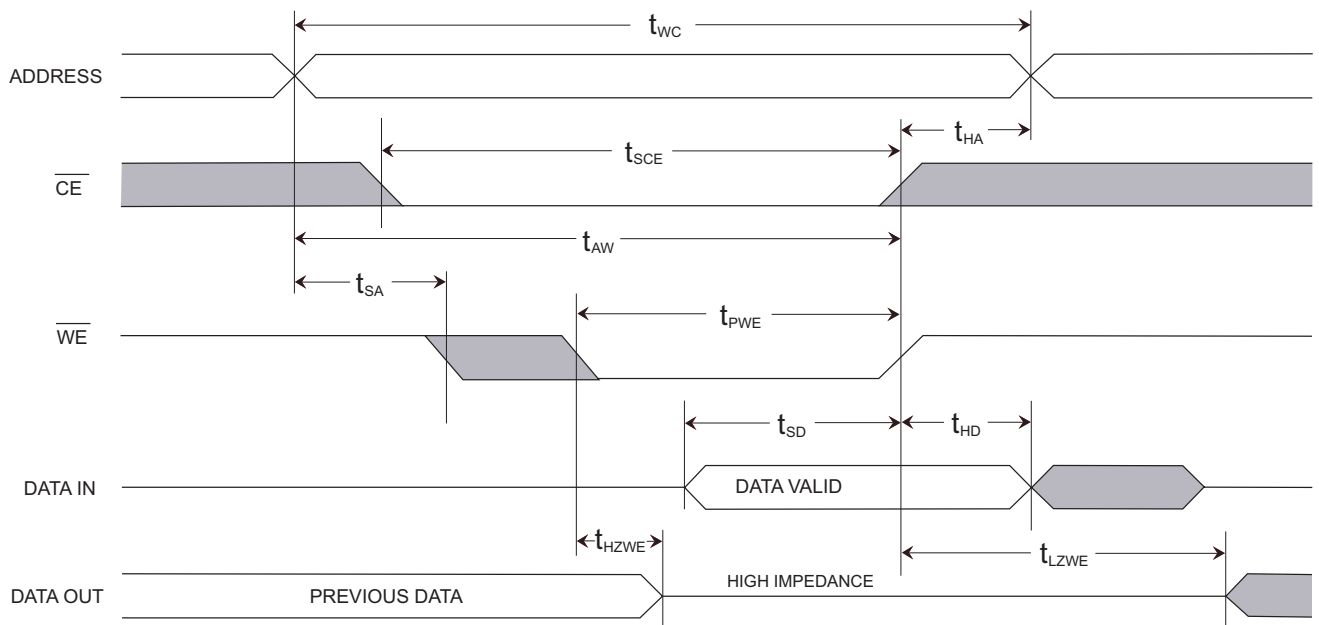 tWC
ADDRESS
tHA
tSCE
CE
tAW
tSA
tPWE
WE
tSD
tHD
DATA IN
DATA VALID
tHZWE
tLZWE
HIGH IMPEDANCE
DATA OUT
PREVIOUS DATA